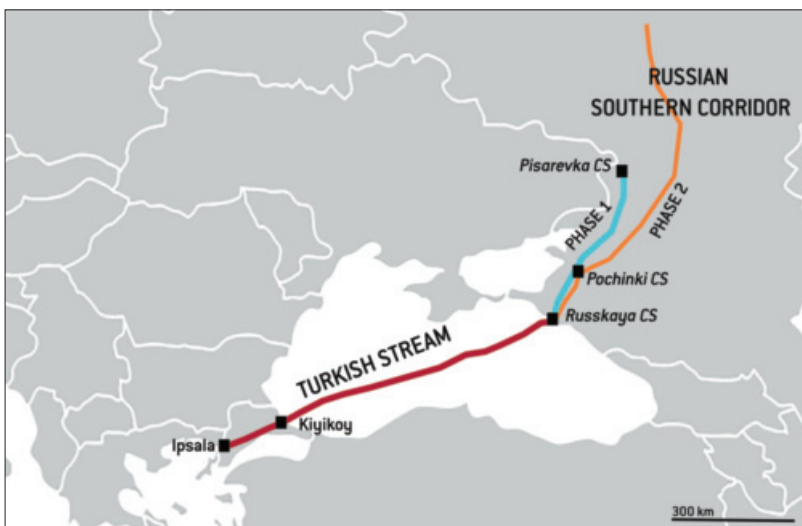 RUSSIAN
SOUTHERN CORRIDOR
Pisarevka CS
PHASE 1
PHASE 2
Pochinki CS
Russkaya CS
TURKISH STREAM
Kiyikoy
Ipsala
300 km